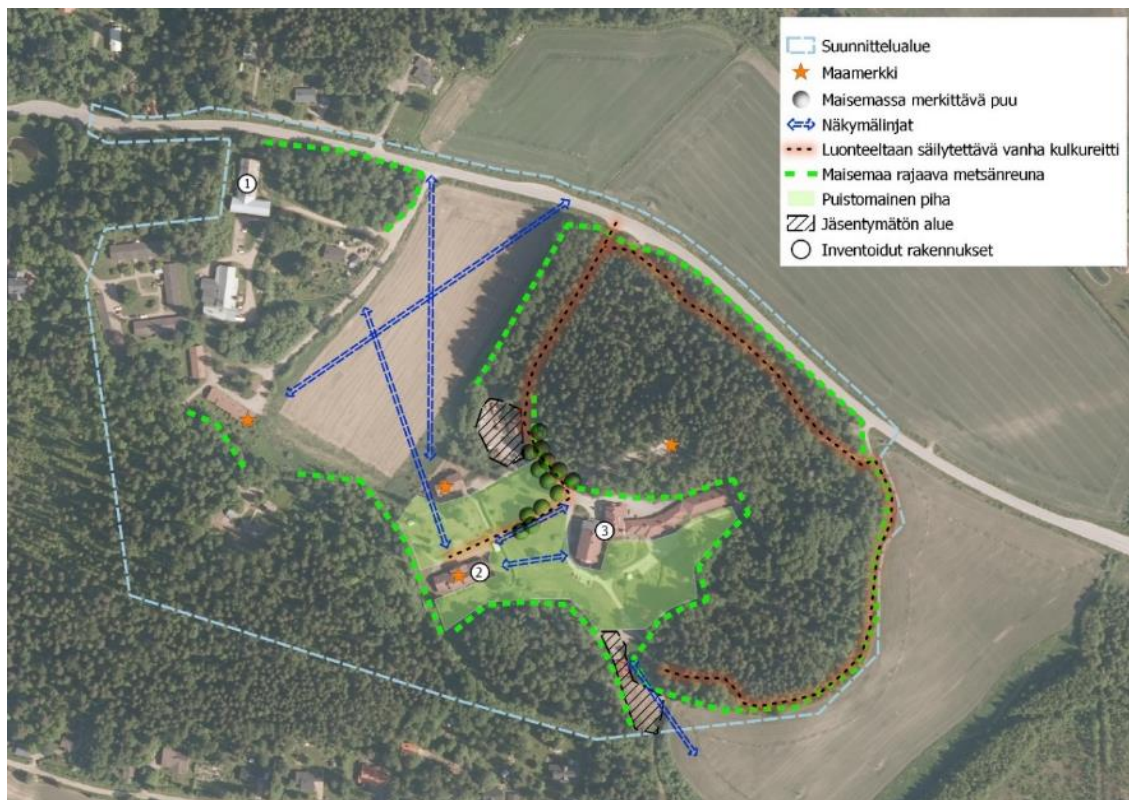 Suunnittelualue
Maamerkki
Maisemassa merkittävä puu
Näkymälinjat
Luonteeltaan säilytettävä vanha kulkureitti
Maisemaa rajaava metsänreuna
Puistomainen piha
Jäsentymätön alue
Inventoidut rakennukset
1
2
3